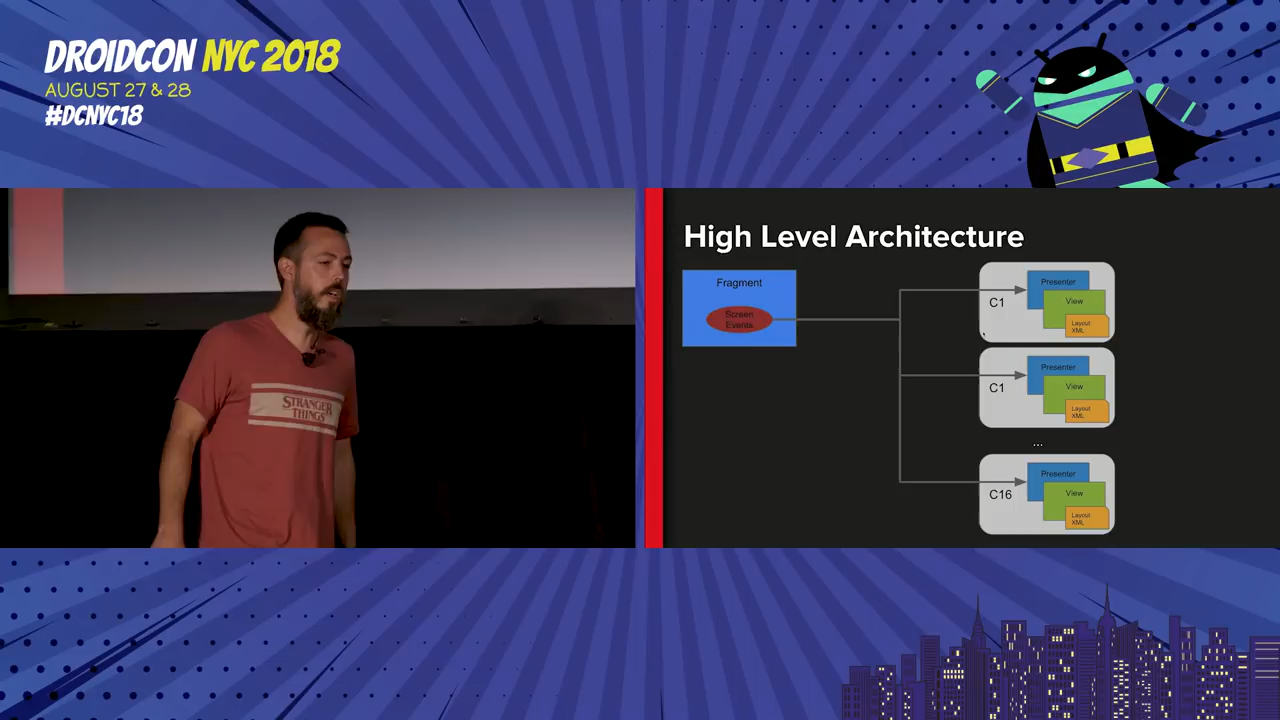 DROIDCON NYC 2018
AUGUST 27 & 28
#DCNYC18
STRANGER
THINGS
High Level Architecture
Fragment
Screen
Events
C1
Presenter
View
Layout
XML
C1
Presenter
View
Layout
XML
...
C16
Presenter
View
Layout
XML